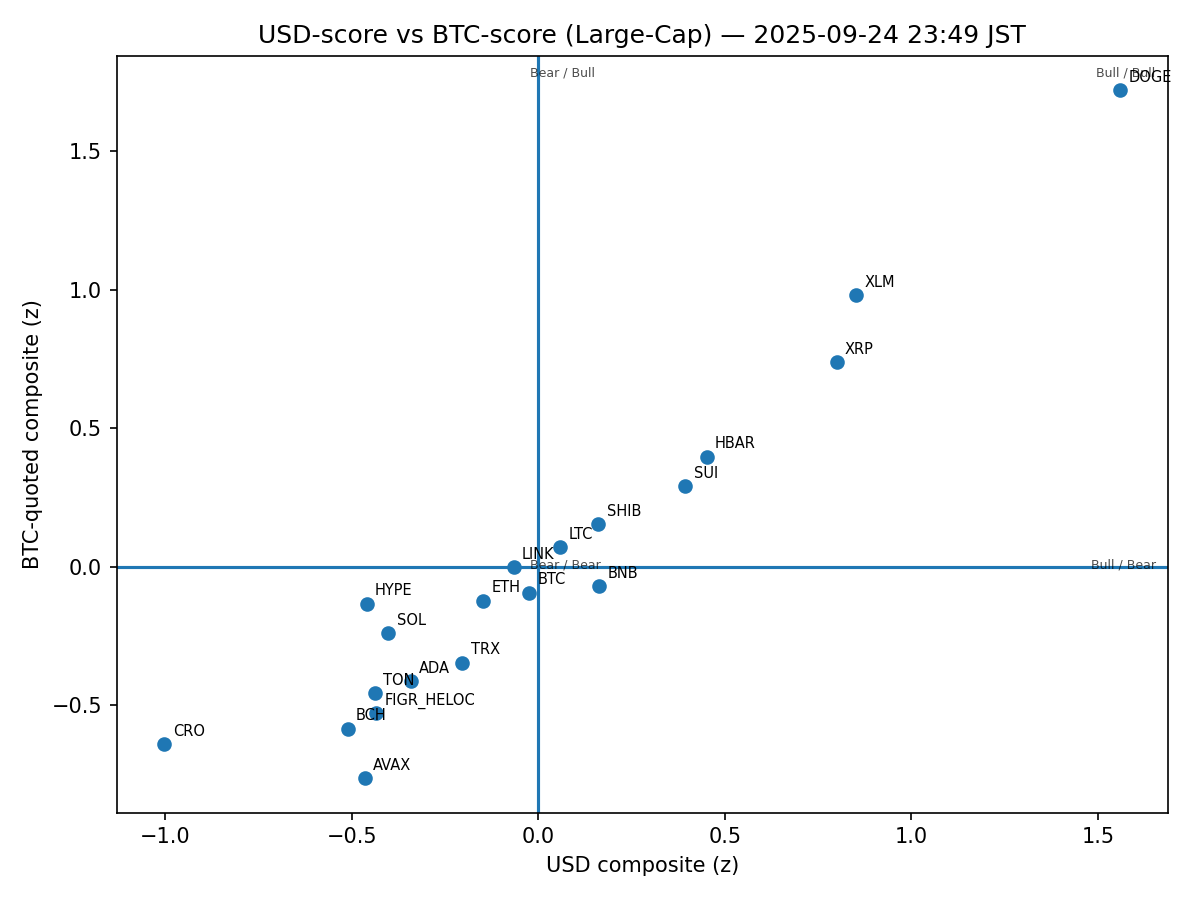 USD-score vs BTC-score (Large-Cap) — 2025-09-24 23:49 JST
Bear / Bull
Bull / Bull
DOGE
1.5
XLM
1.0
XRP
0.5
HBAR
SUI
SHIB
LTC
LINK
0.0
Bear / Bear
Bull / Bear
BNB
BTC
ETH
HYPE
SOL
TRX
ADA
TON
FIGR_HELOC
−0.5
BCH
CRO
AVAX
−1.0
−0.5
0.0
0.5
1.0
1.5
USD composite (z)
BTC-quoted composite (z)